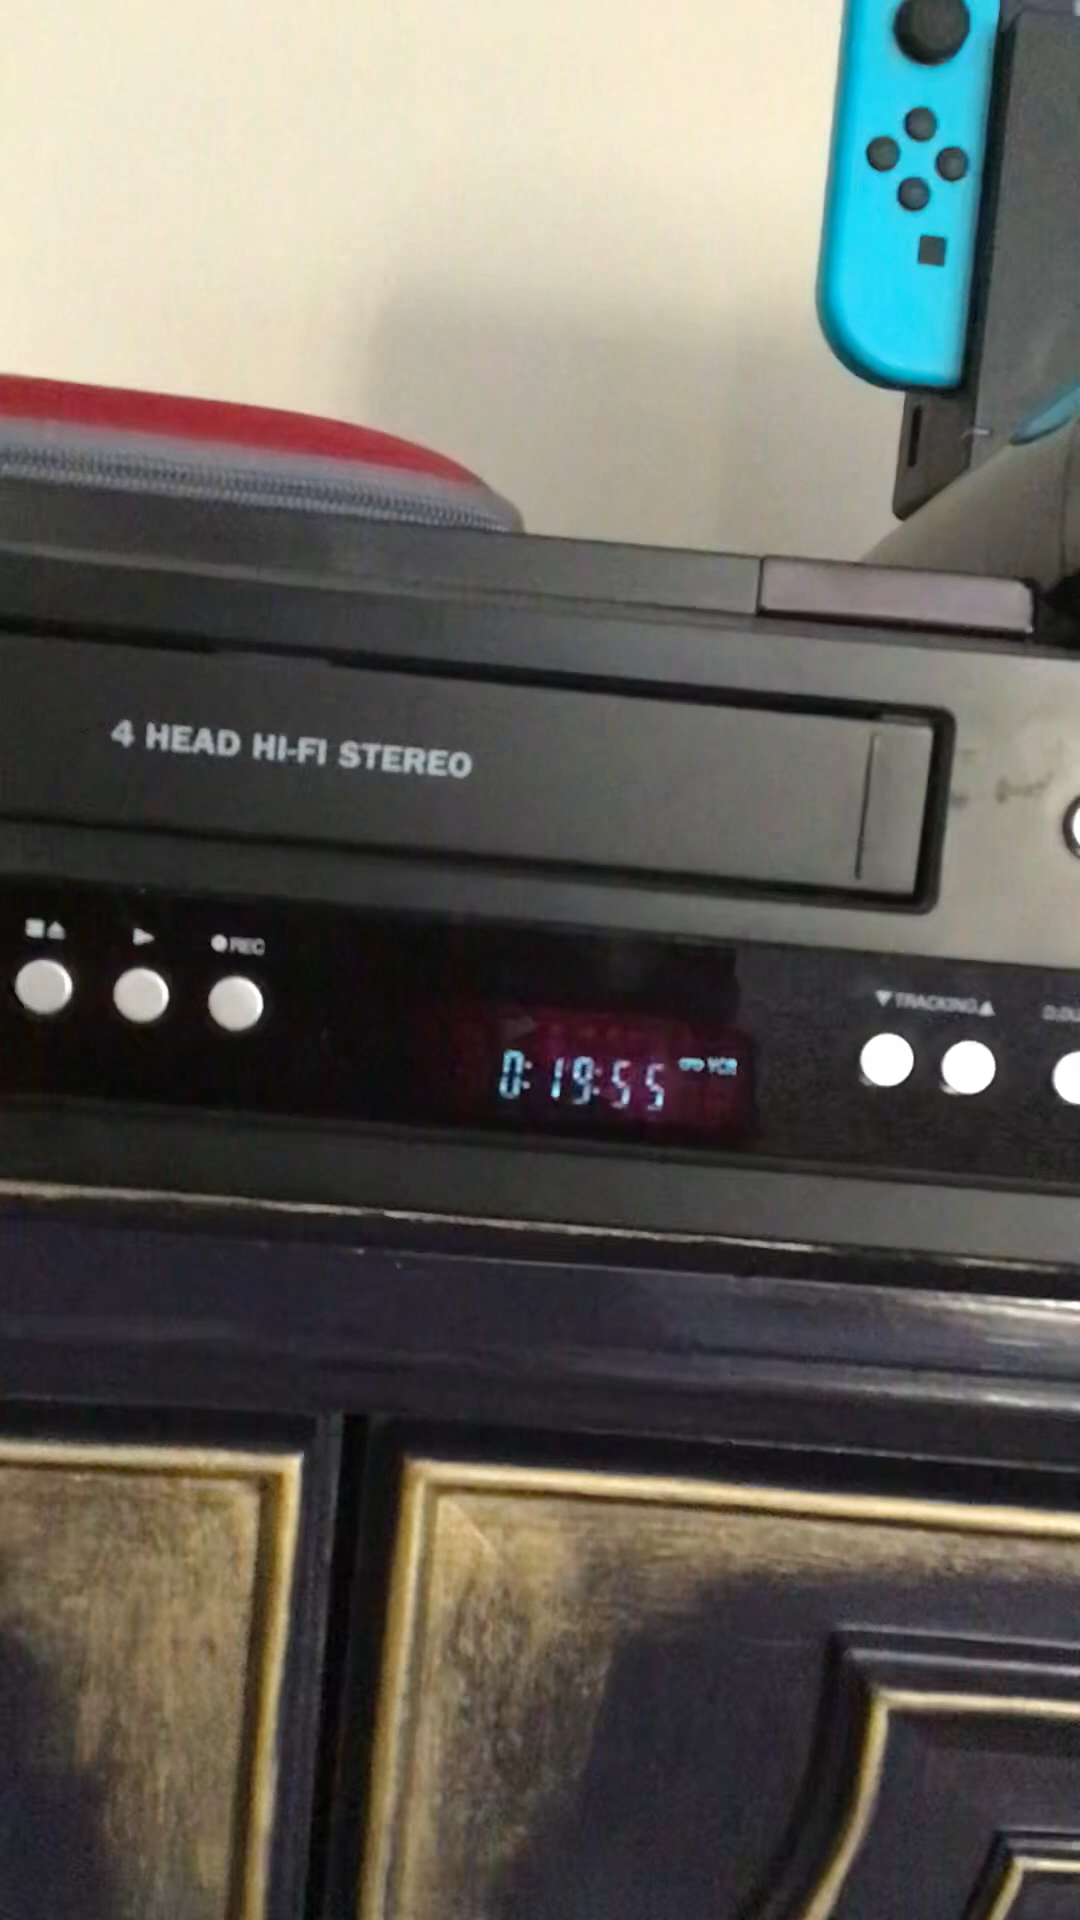 4 HEAD HI-FI STEREO
■▲ ▶ ●REC
▼TRACKING▲
0:19:55 VCR